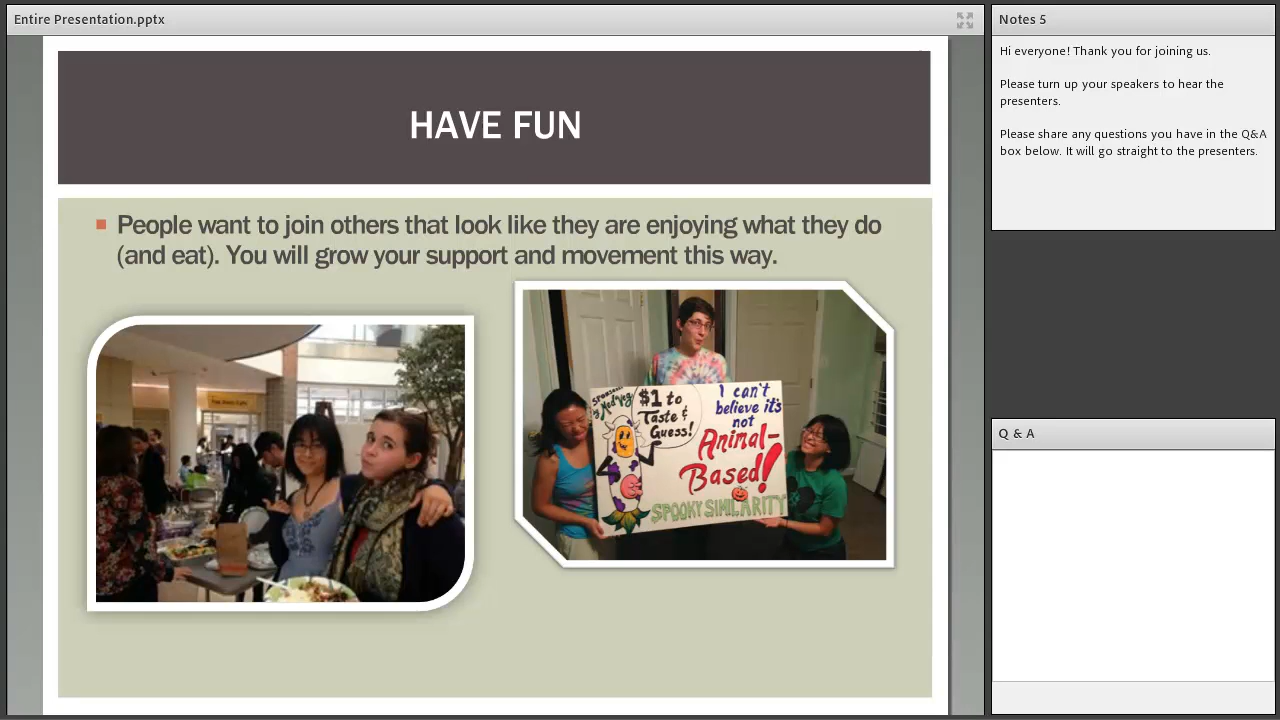 Entire Presentation.pptx
HAVE FUN
People want to join others that look like they are enjoying what they do
(and eat). You will grow your support and movement this way.
$1 to
Taste &
Guess!
I can't
believe it's
not
Animal-
Based!
SPOOKY SIMILARITY
Notes 5
Hi everyone! Thank you for joining us.
Please turn up your speakers to hear the
presenters.
Please share any questions you have in the Q&A
box below. It will go straight to the presenters.
Q & A